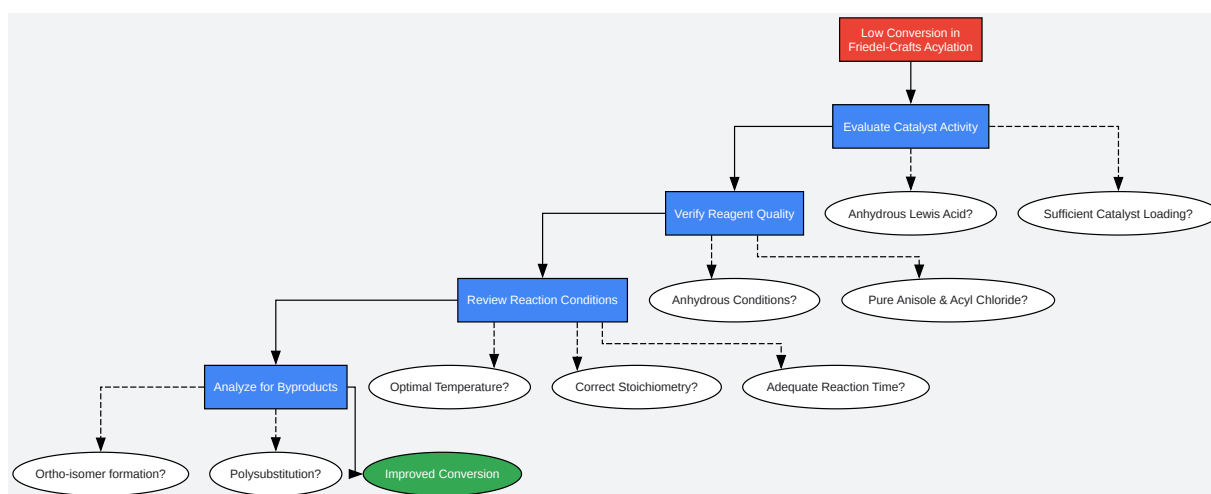 Low Conversion in
Friedel-Crafts Acylation
Evaluate Catalyst Activity
Verify Reagent Quality
Anhydrous Lewis Acid?
Sufficient Catalyst Loading?
Review Reaction Conditions
Anhydrous Conditions?
Pure Anisole & Acyl Chloride?
Analyze for Byproducts
Optimal Temperature?
Correct Stoichiometry?
Adequate Reaction Time?
Ortho-isomer formation?
Polysubstitution?
Improved Conversion